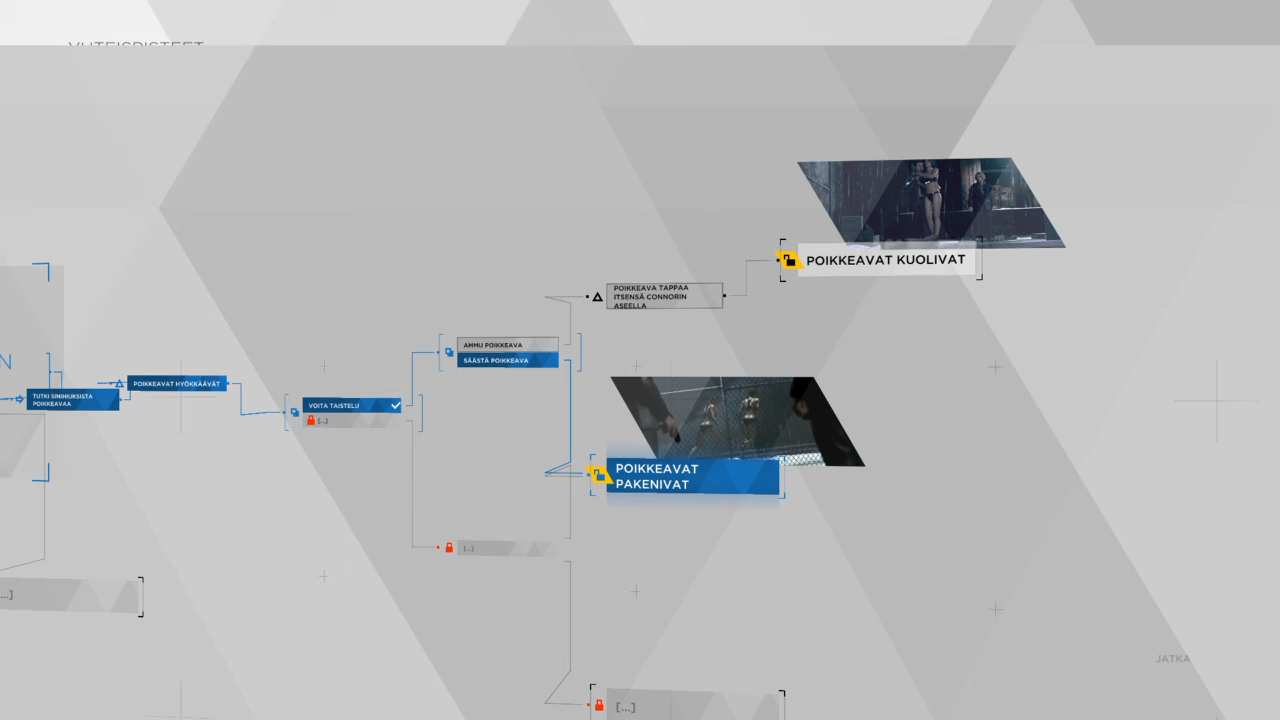 YHTEISPISTEET
POIKKEAVAT KUOLIVAT
POIKKEAVA TAPPAA
ITSENSÄ CONNORIN
ASEELLA
AMMU POIKKEAVA
SÄÄSTÄ POIKKEAVA
N
POIKKEAVAT HYÖKKÄÄVÄT
TUTKI SINIHIUKSISTA
POIKKEAVAA
VOITA TAISTELU
[...]
POIKKEAVAT
PAKENIVAT
[...]
...]
JATKA
[...]